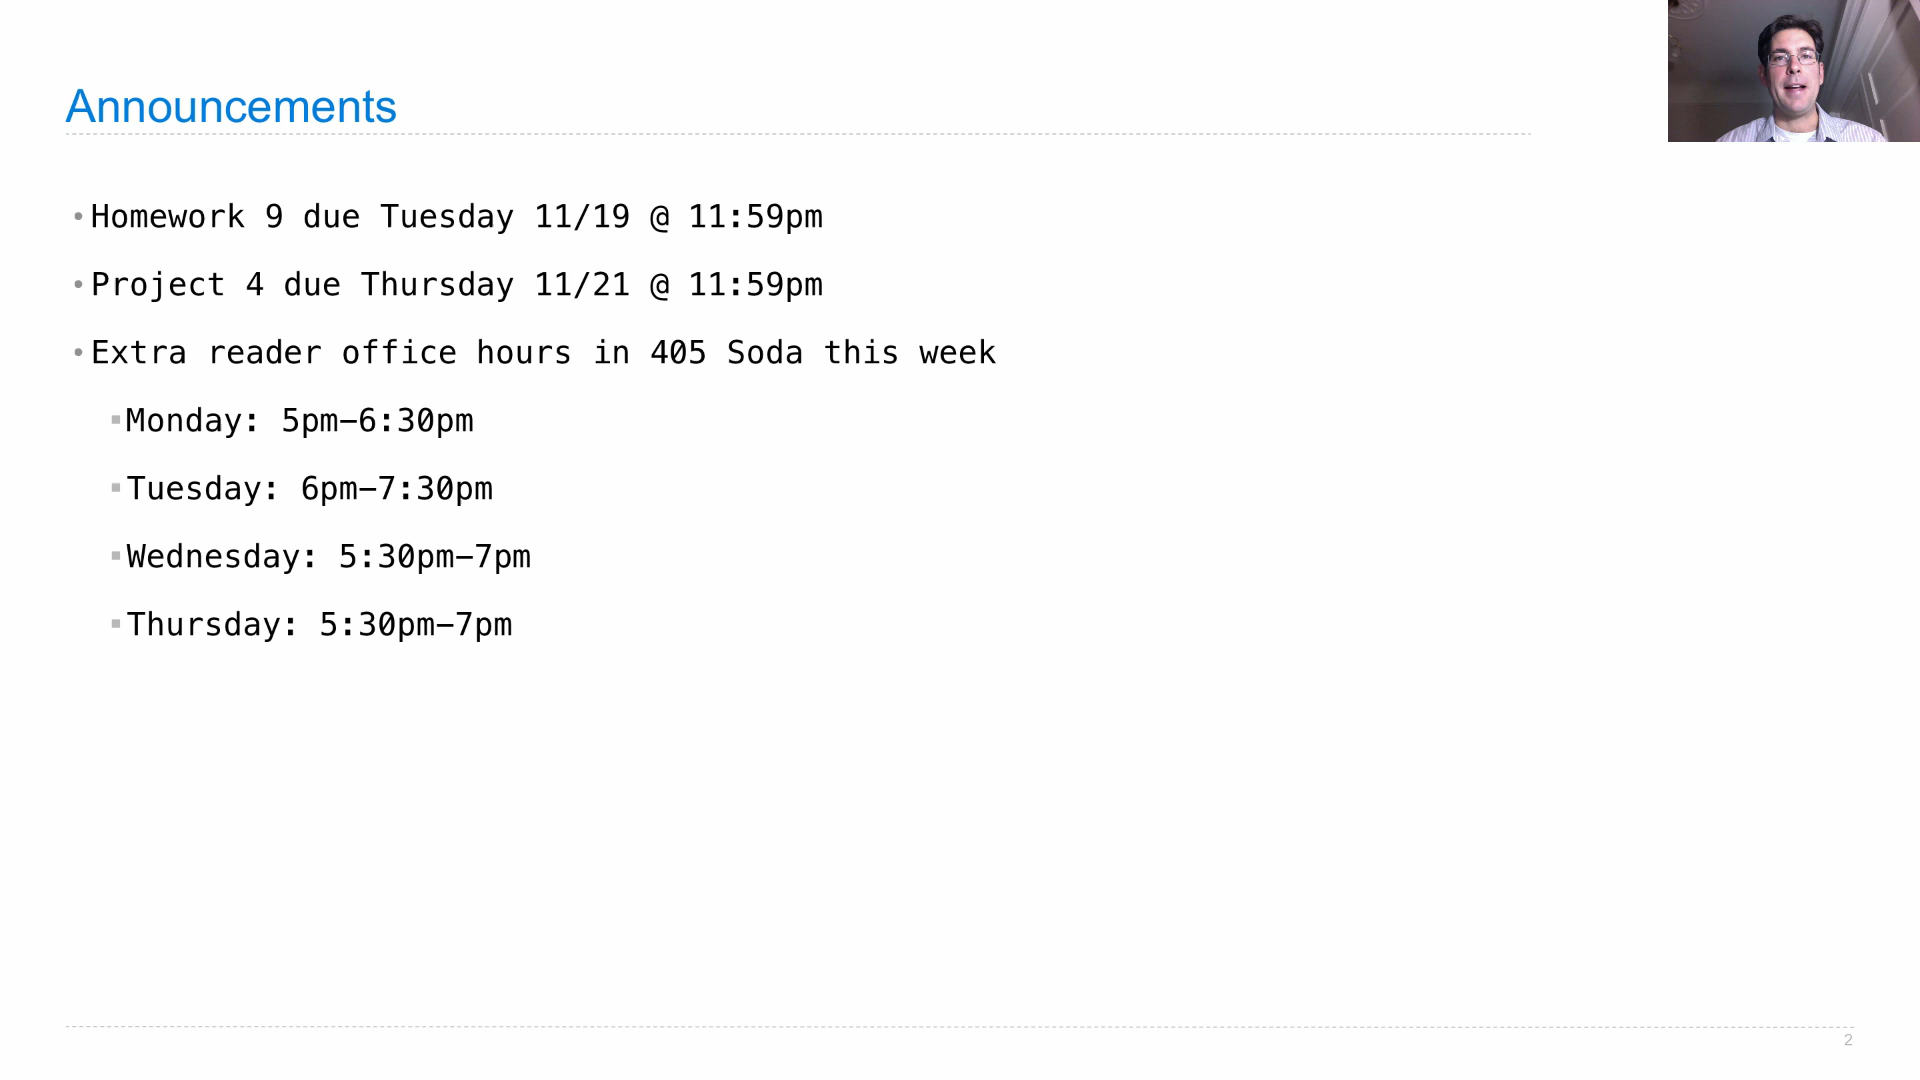 Announcements
•Homework 9 due Tuesday 11/19 @ 11:59pm
•Project 4 due Thursday 11/21 @ 11:59pm
•Extra reader office hours in 405 Soda this week
▪Monday: 5pm–6:30pm
▪Tuesday: 6pm–7:30pm
▪Wednesday: 5:30pm–7pm
▪Thursday: 5:30pm–7pm
2